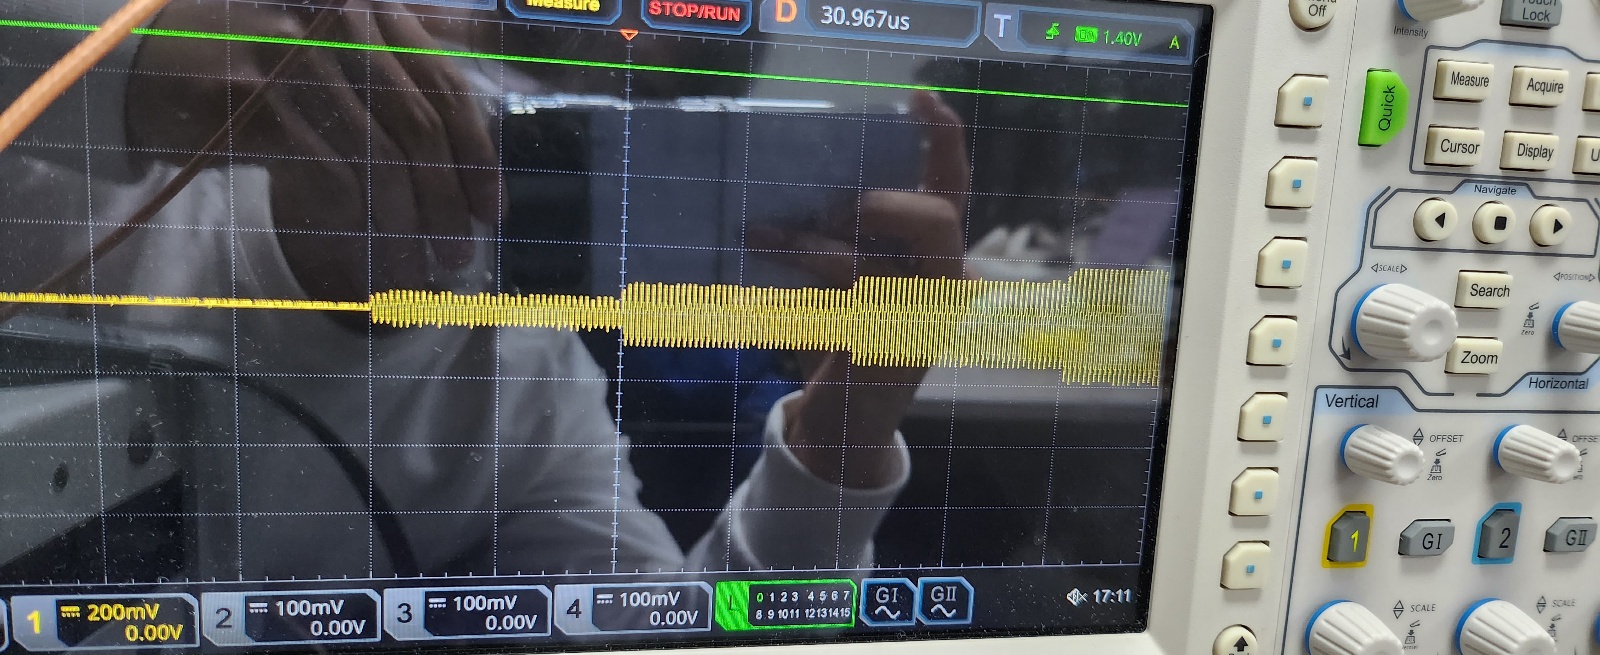 Measure
STOP/RUN
D 30.967us
T 1.40V A
Off
Intensity
Touch
Lock
Quick
Measure
Acquire
Cursor
Display
Navigate
SCALE
POSITION
Search
Zero
Zoom
Horizontal
Vertical
OFFSET
Zero
1
GI
2
GII
SCALE
SCALE
1 200mV
0.00V
2 100mV
0.00V
3 100mV
0.00V
4 100mV
0.00V
L 0 1 2 3 4 5 6 7
8 9 10 11 12 13 14 15
GI
GII
17:11